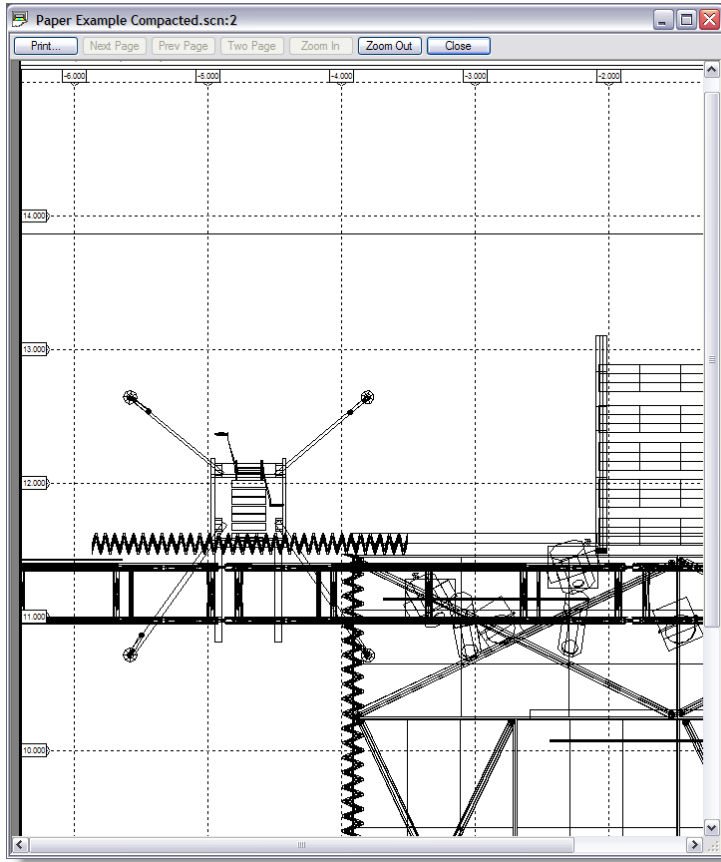 Paper Example Compacted.scn:2
Print... Next Page Prev Page Two Page Zoom In Zoom Out Close
-6.000 -5.000 -4.000 -3.000 -2.000
14.000
13.000
12.000
11.000
10.000